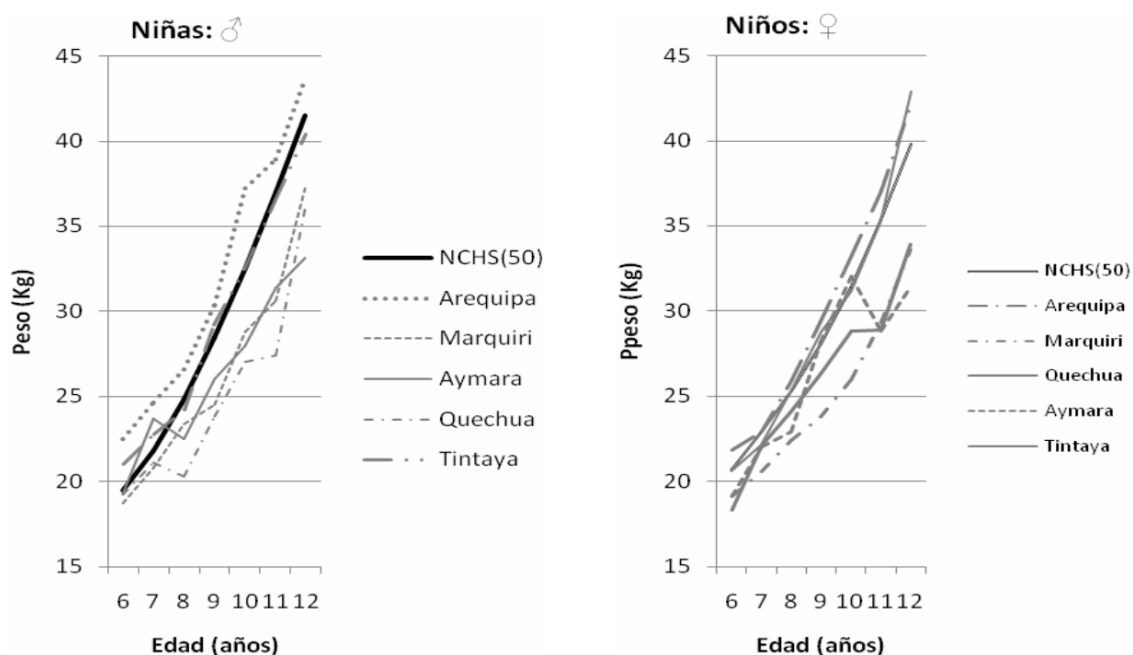 Niñas: ♂
45
40
35
30
25
20
15
Peso (Kg)
6 7 8 9 10 11 12
Edad (años)
NCHS(50)
Arequipa
Marquiri
Aymara
Quechua
Tintaya
Niños: ♀
45
40
35
30
25
20
15
Ppeso (Kg)
6 7 8 9 10 11 12
Edad (años)
NCHS(50)
Arequipa
Marquiri
Quechua
Aymara
Tintaya